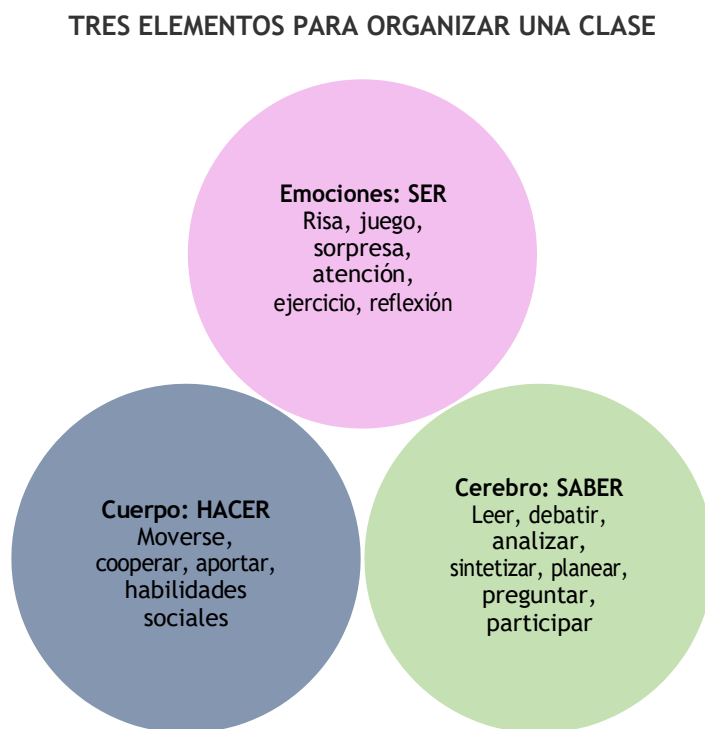 TRES ELEMENTOS PARA ORGANIZAR UNA CLASE
Emociones: SER
Risa, juego,
sorpresa,
atención,
ejercicio, reflexión
Cuerpo: HACER
Moverse,
cooperar, aportar,
habilidades
sociales
Cerebro: SABER
Leer, debatir,
analizar,
sintetizar, planear,
preguntar,
participar